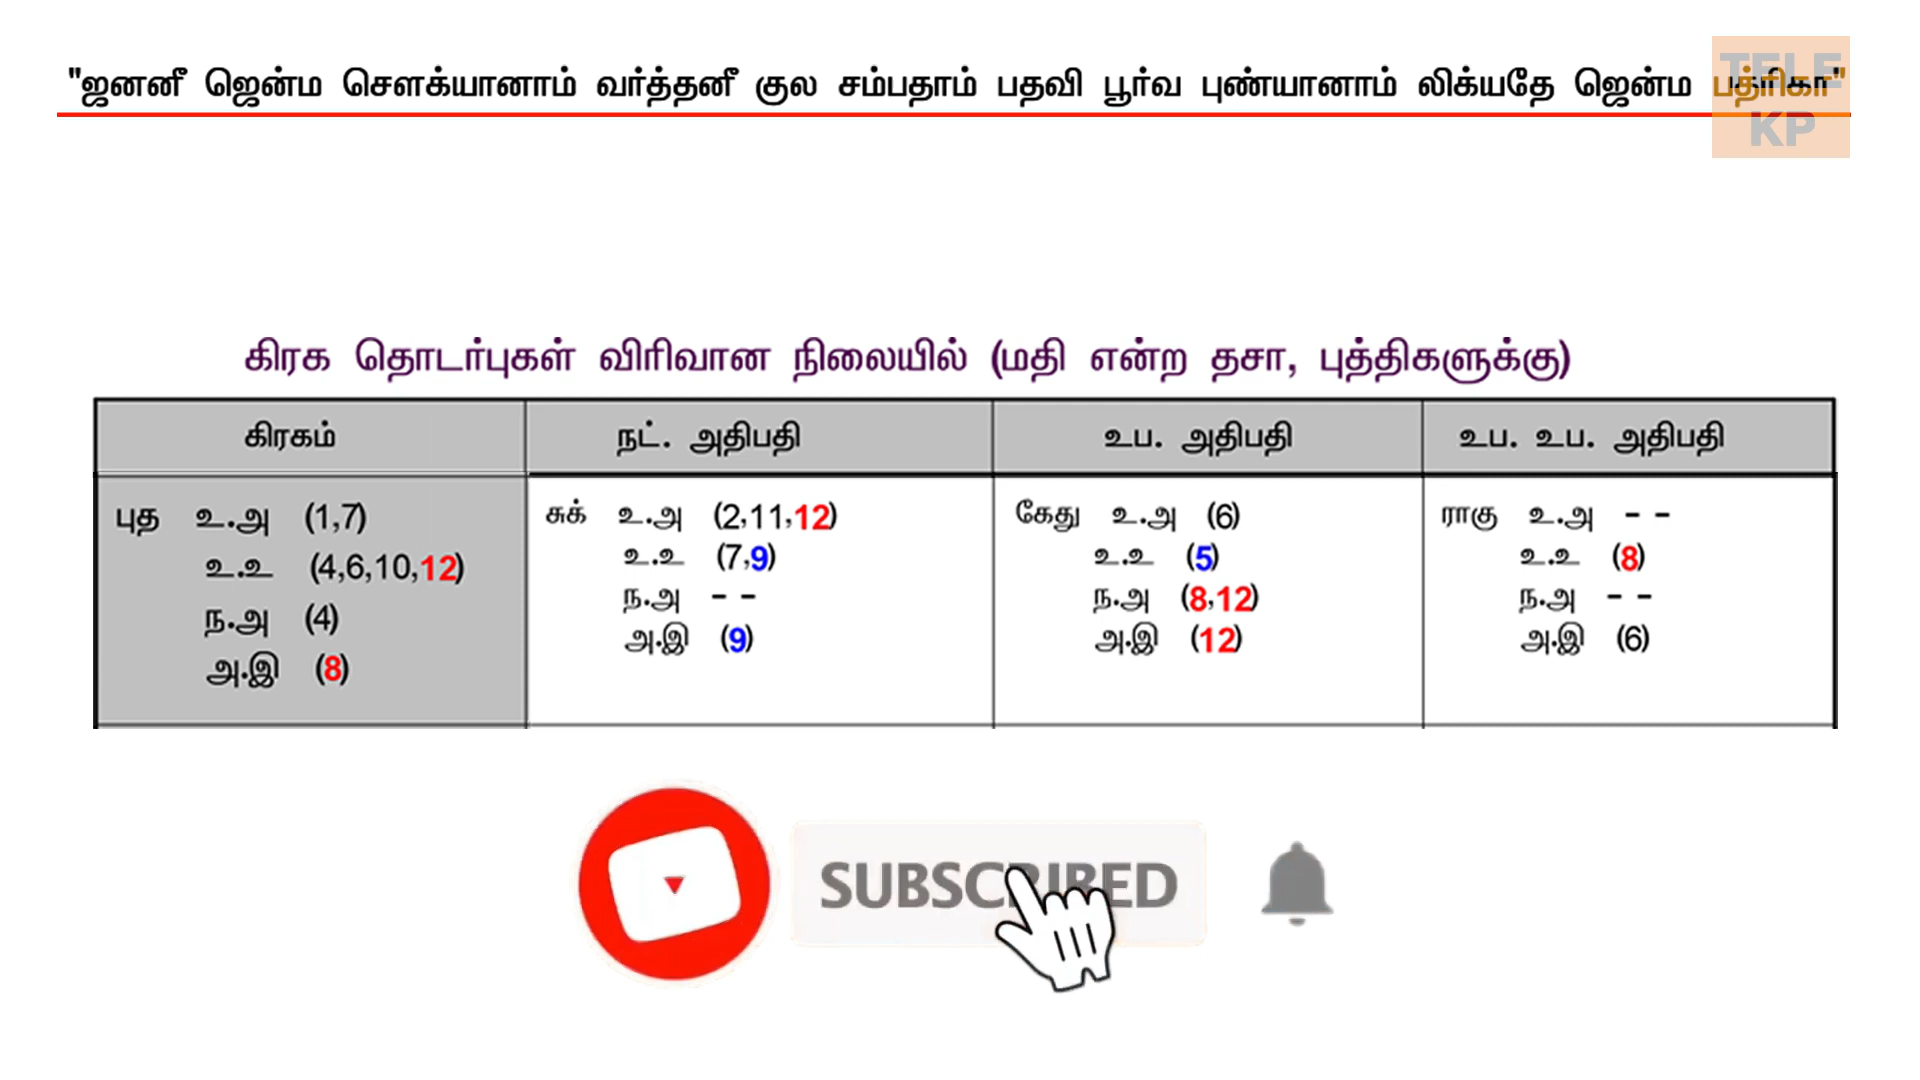 "ஜனனீ ஜென்ம சௌக்யானாம் வர்த்தனீ குல சம்பதாம் பதவி பூர்வ புண்யானாம் லிக்யதே ஜென்ம பத்ரிகா"
TELE
KP
கிரக தொடர்புகள் விரிவான நிலையில் (மதி என்ற தசா, புத்திகளுக்கு)
கிரகம் நட். அதிபதி உப. அதிபதி உப. உப. அதிபதி
புத உ.அ (1,7) சுக் உ.அ (2,11,12) கேது உ.அ (6) ராகு உ.அ - -
உ.உ (4,6,10,12) உ.உ (7,9) உ.உ (5) உ.உ (8)
ந.அ (4) ந.அ - - ந.அ (8,12) ந.அ - -
அ.இ (8) அ.இ (9) அ.இ (12) அ.இ (6)
SUBSCRIBED